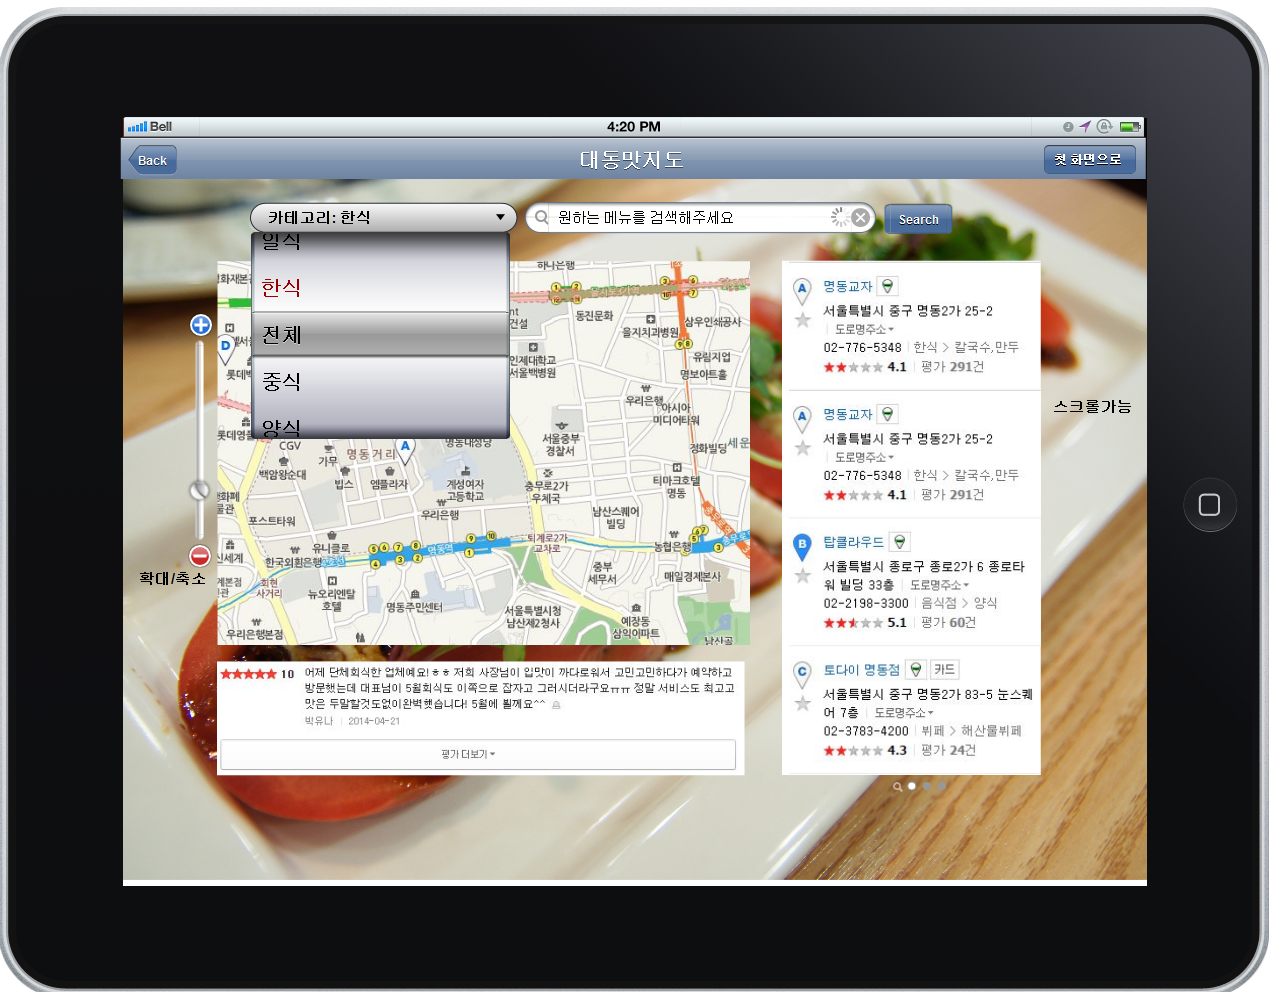 Bell
4:20 PM
Back
대동맛지도
첫 화면으로
카테고리: 한식
원하는 메뉴를 검색해주세요
Search
일식
한식
전체
중식
양식
확대/축소
스크롤가능
하나은행
동진문화
을지치과병원
삼우인쇄공사
인제대학교
서울백병원
유림지업
명보아트홀
우리은행
아시아
미디어타워
서울중부
경찰서
경화빌딩
세운
CGV
가무
명동거리
A
D
백암왕순대
빕스
엠플라자
계성여자
고등학교
충무로2가
우체국
티마크호텔
명동
포스트타워
우리은행
남산스퀘어
빌딩
유니클로
한국외환은행
명동역
퇴계로2가
교차로
농협은행
회현
사거리
뉴오리엔탈
호텔
명동주민센터
중부
세무서
매일경제본사
서울특별시청
남산제2청사
예장동
삼익아파트
우리은행본점
남산골
A 명동교자
서울특별시 중구 명동2가 25-2
도로명주소
02-776-5348 한식 > 칼국수,만두
4.1 평가 291건
A 명동교자
서울특별시 중구 명동2가 25-2
도로명주소
02-776-5348 한식 > 칼국수,만두
4.1 평가 291건
B 탑클라우드
서울특별시 종로구 종로2가 6 종로타
워 빌딩 33층 도로명주소
02-2198-3300 음식점 > 양식
5.1 평가 60건
C 토다이 명동점 카드
서울특별시 중구 명동2가 83-5 눈스퀘
어 7층 도로명주소
02-3783-4200 뷔페 > 해산물뷔페
4.3 평가 24건
★★★★★ 10 어제 단체회식한 업체예요! ㅎㅎ 저희 사장님이 입맛이 까다로워서 고민고민하다가 예약하고
방문했는데 대표님이 5월회식도 이쪽으로 잡자고 그러시더라구요ㅠㅠ 정말 서비스도 최고고
맛은 두말할것도없이완벽했습니다! 5월에 뵐께요^^
박유나 2014-04-21
평가 더보기